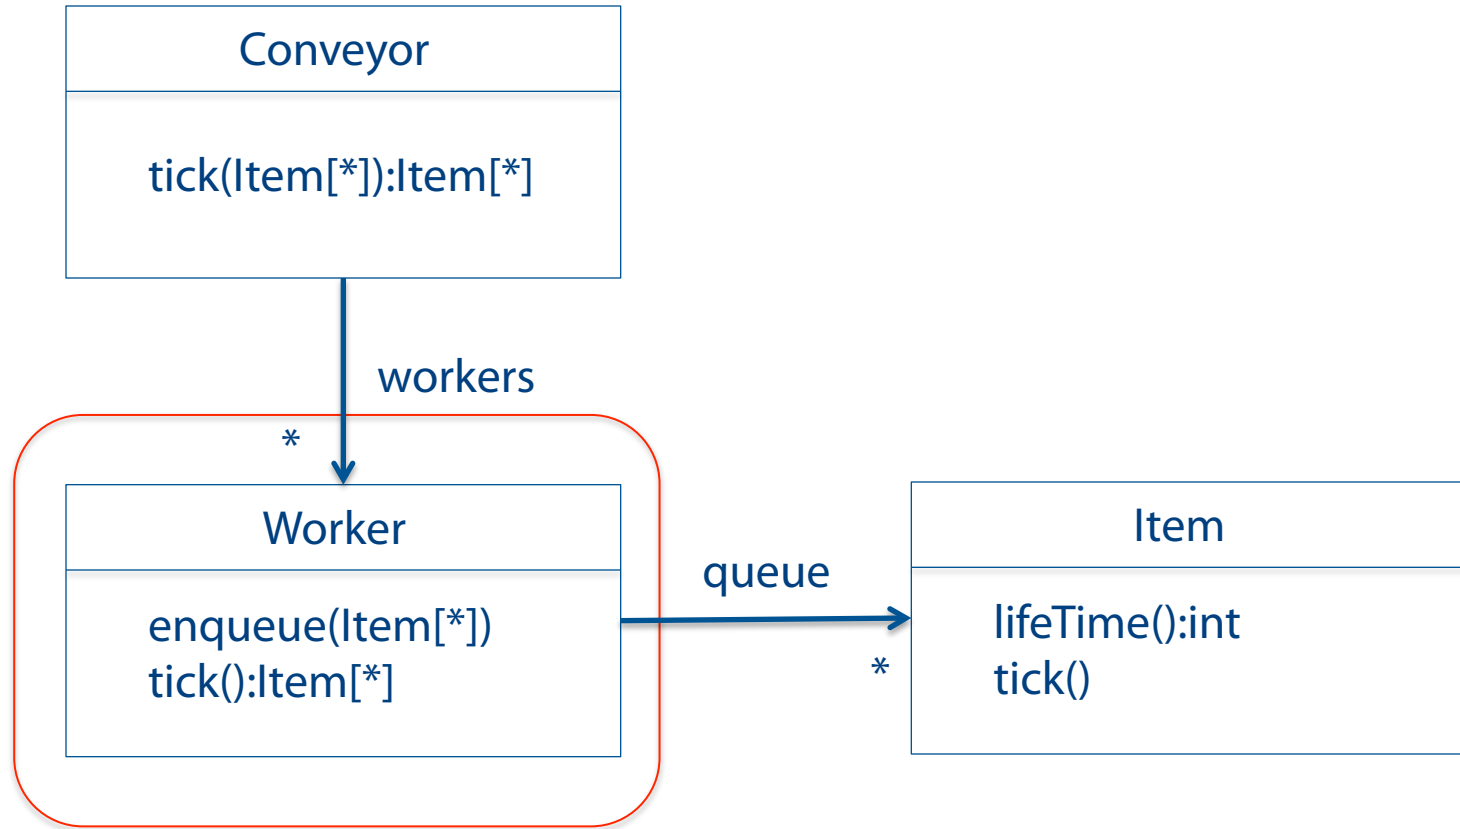 Conveyor
tick(Item[*]):Item[*]
workers
*
Worker
enqueue(Item[*])
tick():Item[*]
queue
*
Item
lifeTime():int
tick()